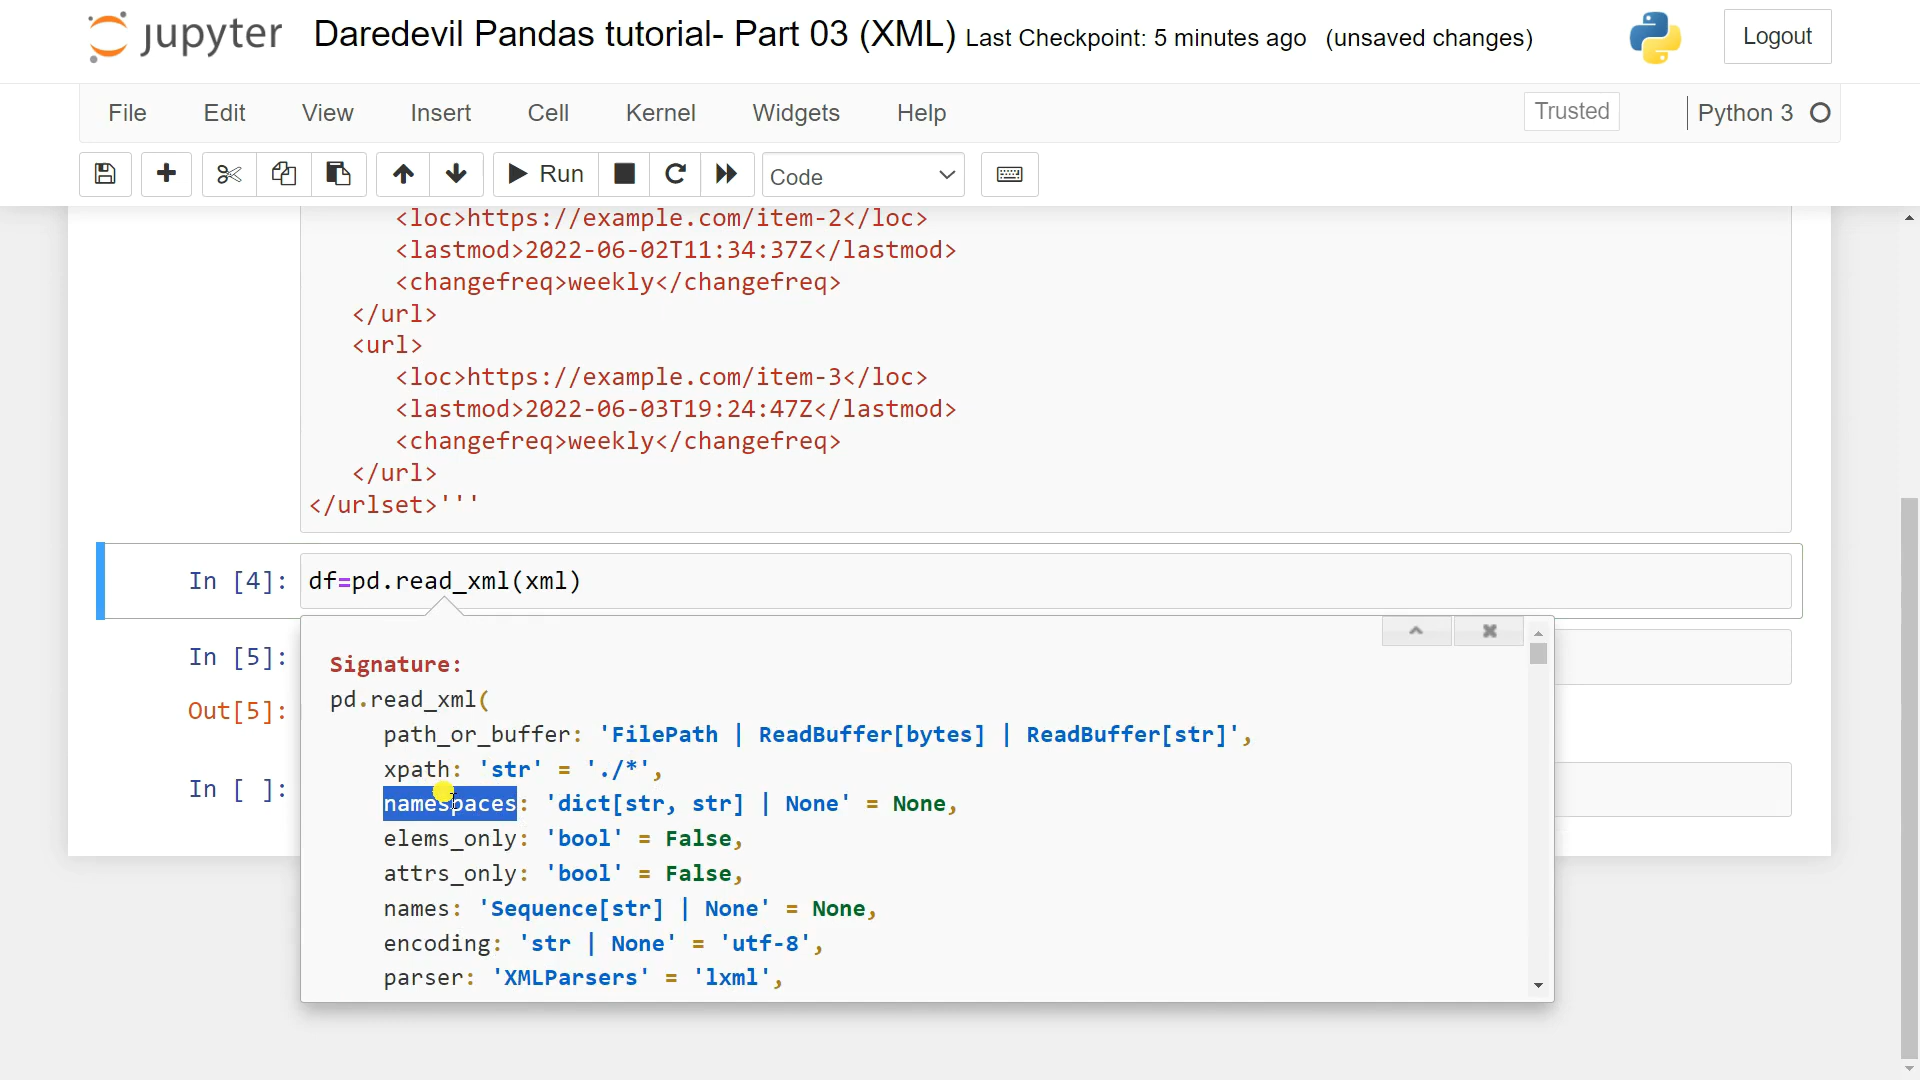 jupyter Daredevil Pandas tutorial- Part 03 (XML) Last Checkpoint: 5 minutes ago (unsaved changes) Logout
File Edit View Insert Cell Kernel Widgets Help Trusted Python 3
Run Code
<loc>https://example.com/item-2</loc>
<lastmod>2022-06-02T11:34:37Z</lastmod>
<changefreq>weekly</changefreq>
</url>
<url>
<loc>https://example.com/item-3</loc>
<lastmod>2022-06-03T19:24:47Z</lastmod>
<changefreq>weekly</changefreq>
</url>
</urlset>'''
In [4]: df=pd.read_xml(xml)
In [5]:
Out[5]:
In [ ]:
Signature:
pd.read_xml(
path_or_buffer: 'FilePath | ReadBuffer[bytes] | ReadBuffer[str]',
xpath: 'str' = './*',
namespaces: 'dict[str, str] | None' = None,
elems_only: 'bool' = False,
attrs_only: 'bool' = False,
names: 'Sequence[str] | None' = None,
encoding: 'str | None' = 'utf-8',
parser: 'XMLParsers' = 'lxml',